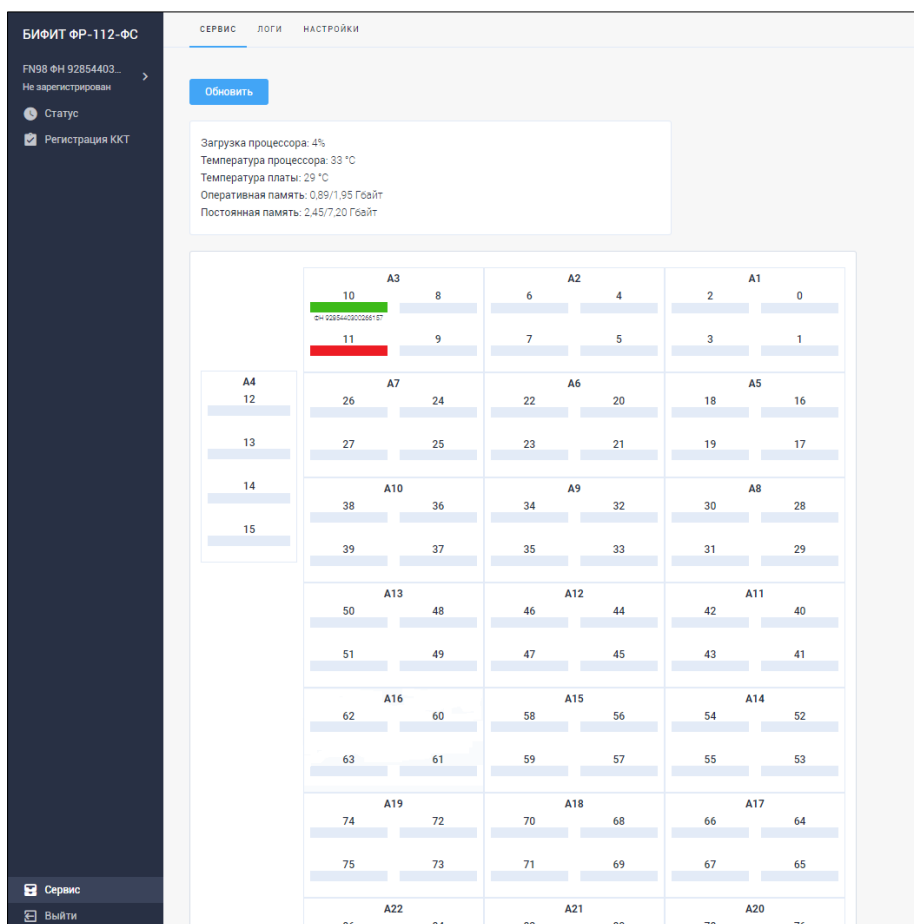 БИФИТ ФР-112-ФС
FN98 ФН 92854403...
Не зарегистрирован
Статус
Регистрация ККТ
Сервис
Выйти
СЕРВИС ЛОГИ НАСТРОЙКИ
Обновить
Загрузка процессора: 4%
Температура процессора: 33 °C
Температура платы: 29 °C
Оперативная память: 0,89/1,95 Гбайт
Постоянная память: 2,45/7,20 Гбайт
A4
12
13
14
15
A3 A2 A1
10 8 6 4 2 0
ФН 9285440300266157
11 9 7 5 3 1
A7 A6 A5
26 24 22 20 18 16
27 25 23 21 19 17
A10 A9 A8
38 36 34 32 30 28
39 37 35 33 31 29
A13 A12 A11
50 48 46 44 42 40
51 49 47 45 43 41
A16 A15 A14
62 60 58 56 54 52
63 61 59 57 55 53
A19 A18 A17
74 72 70 68 66 64
75 73 71 69 67 65
A22 A21 A20